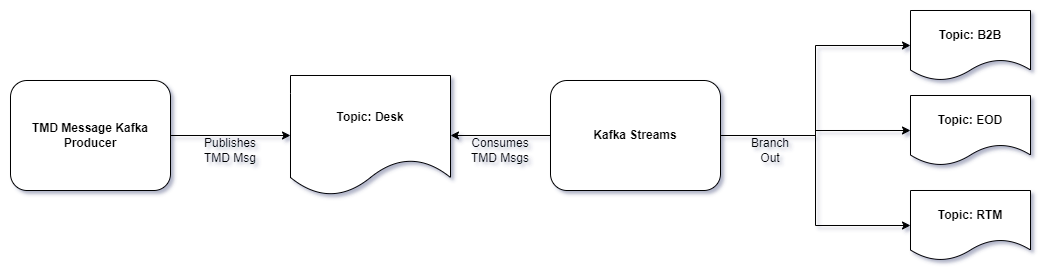 TMD Message Kafka
Producer
Publishes
TMD Msg
Topic: Desk
Consumes
TMD Msgs
Kafka Streams
Branch
Out
Topic: B2B
Topic: EOD
Topic: RTM